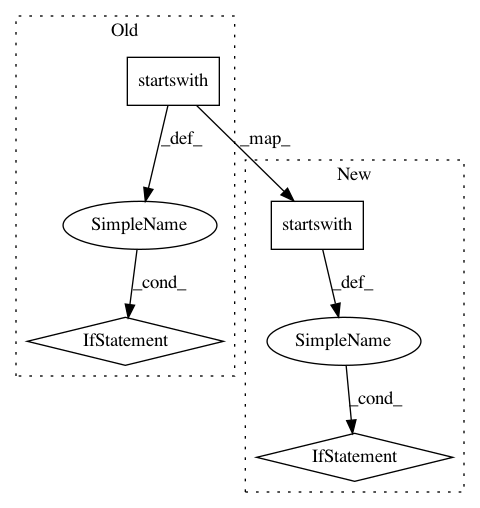 Old
startswith
_def_
_map_
New
SimpleName
startswith
_cond_
_def_
IfStatement
SimpleName
_cond_
IfStatement